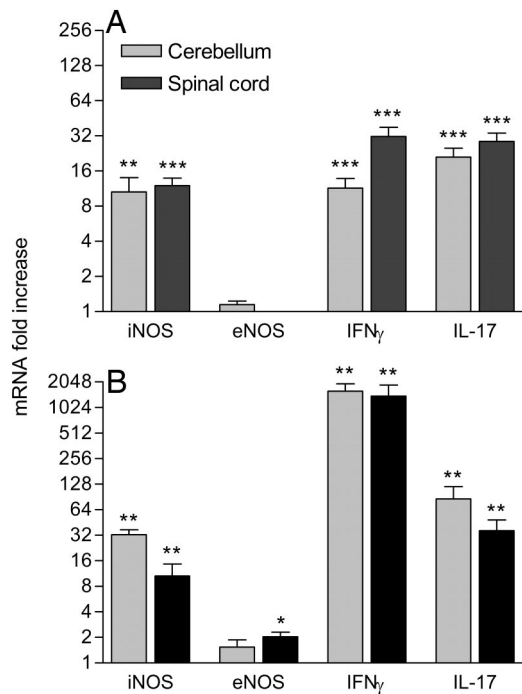 A
256
128
64
32
16
8
4
2
1
Cerebellum
Spinal cord
** *** *** *** *** ***
iNOS eNOS IFNγ IL-17
mRNA fold increase
B
2048
1024
512
256
128
64
32
16
8
4
2
1
** ** * ** ** ** **
iNOS eNOS IFNγ IL-17